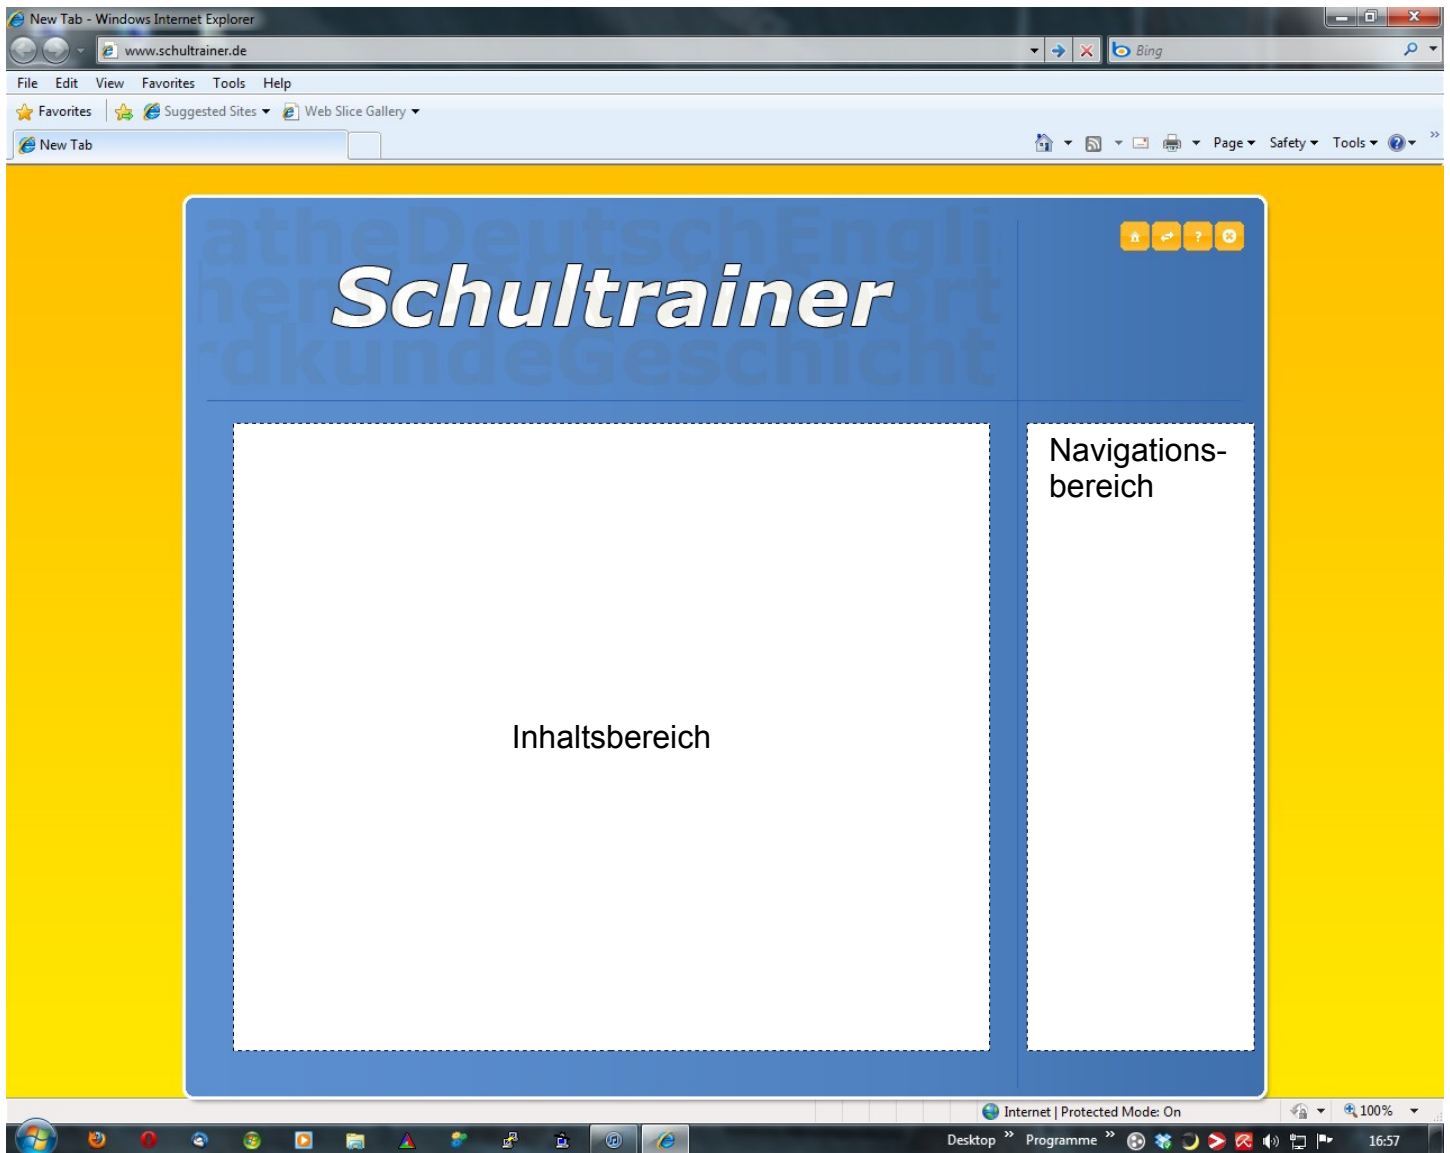 New Tab - Windows Internet Explorer
www.schultrainer.de
Bing
File Edit View Favorites Tools Help
Favorites Suggested Sites Web Slice Gallery
New Tab
Page Safety Tools
atheDeutschEngli
Schultrainer
rdkundeGeschicht
Navigations-
bereich
Inhaltsbereich
Internet | Protected Mode: On
100%
Desktop » Programme »
16:57